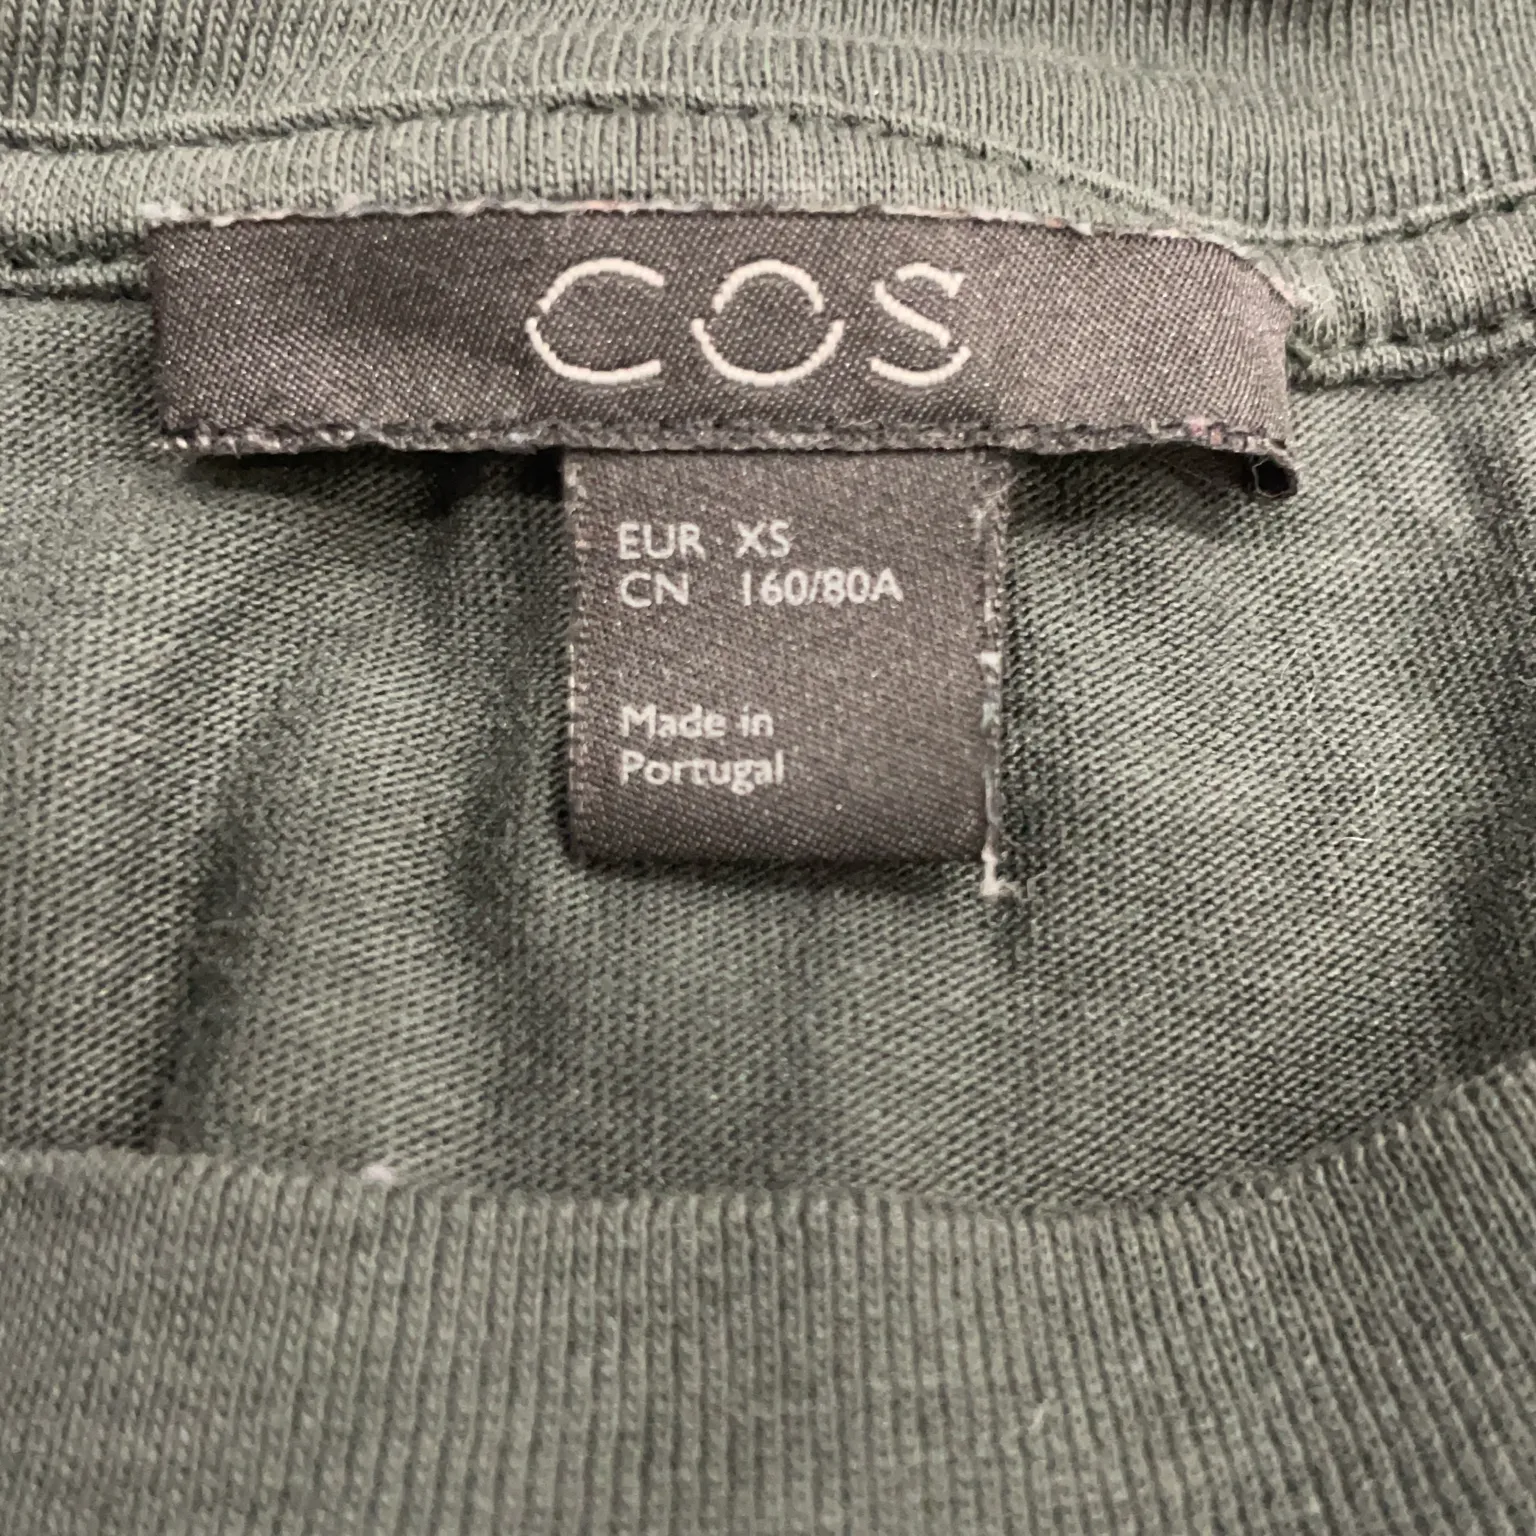 COS
EUR XS
CN 160/80A
Made in
Portugal